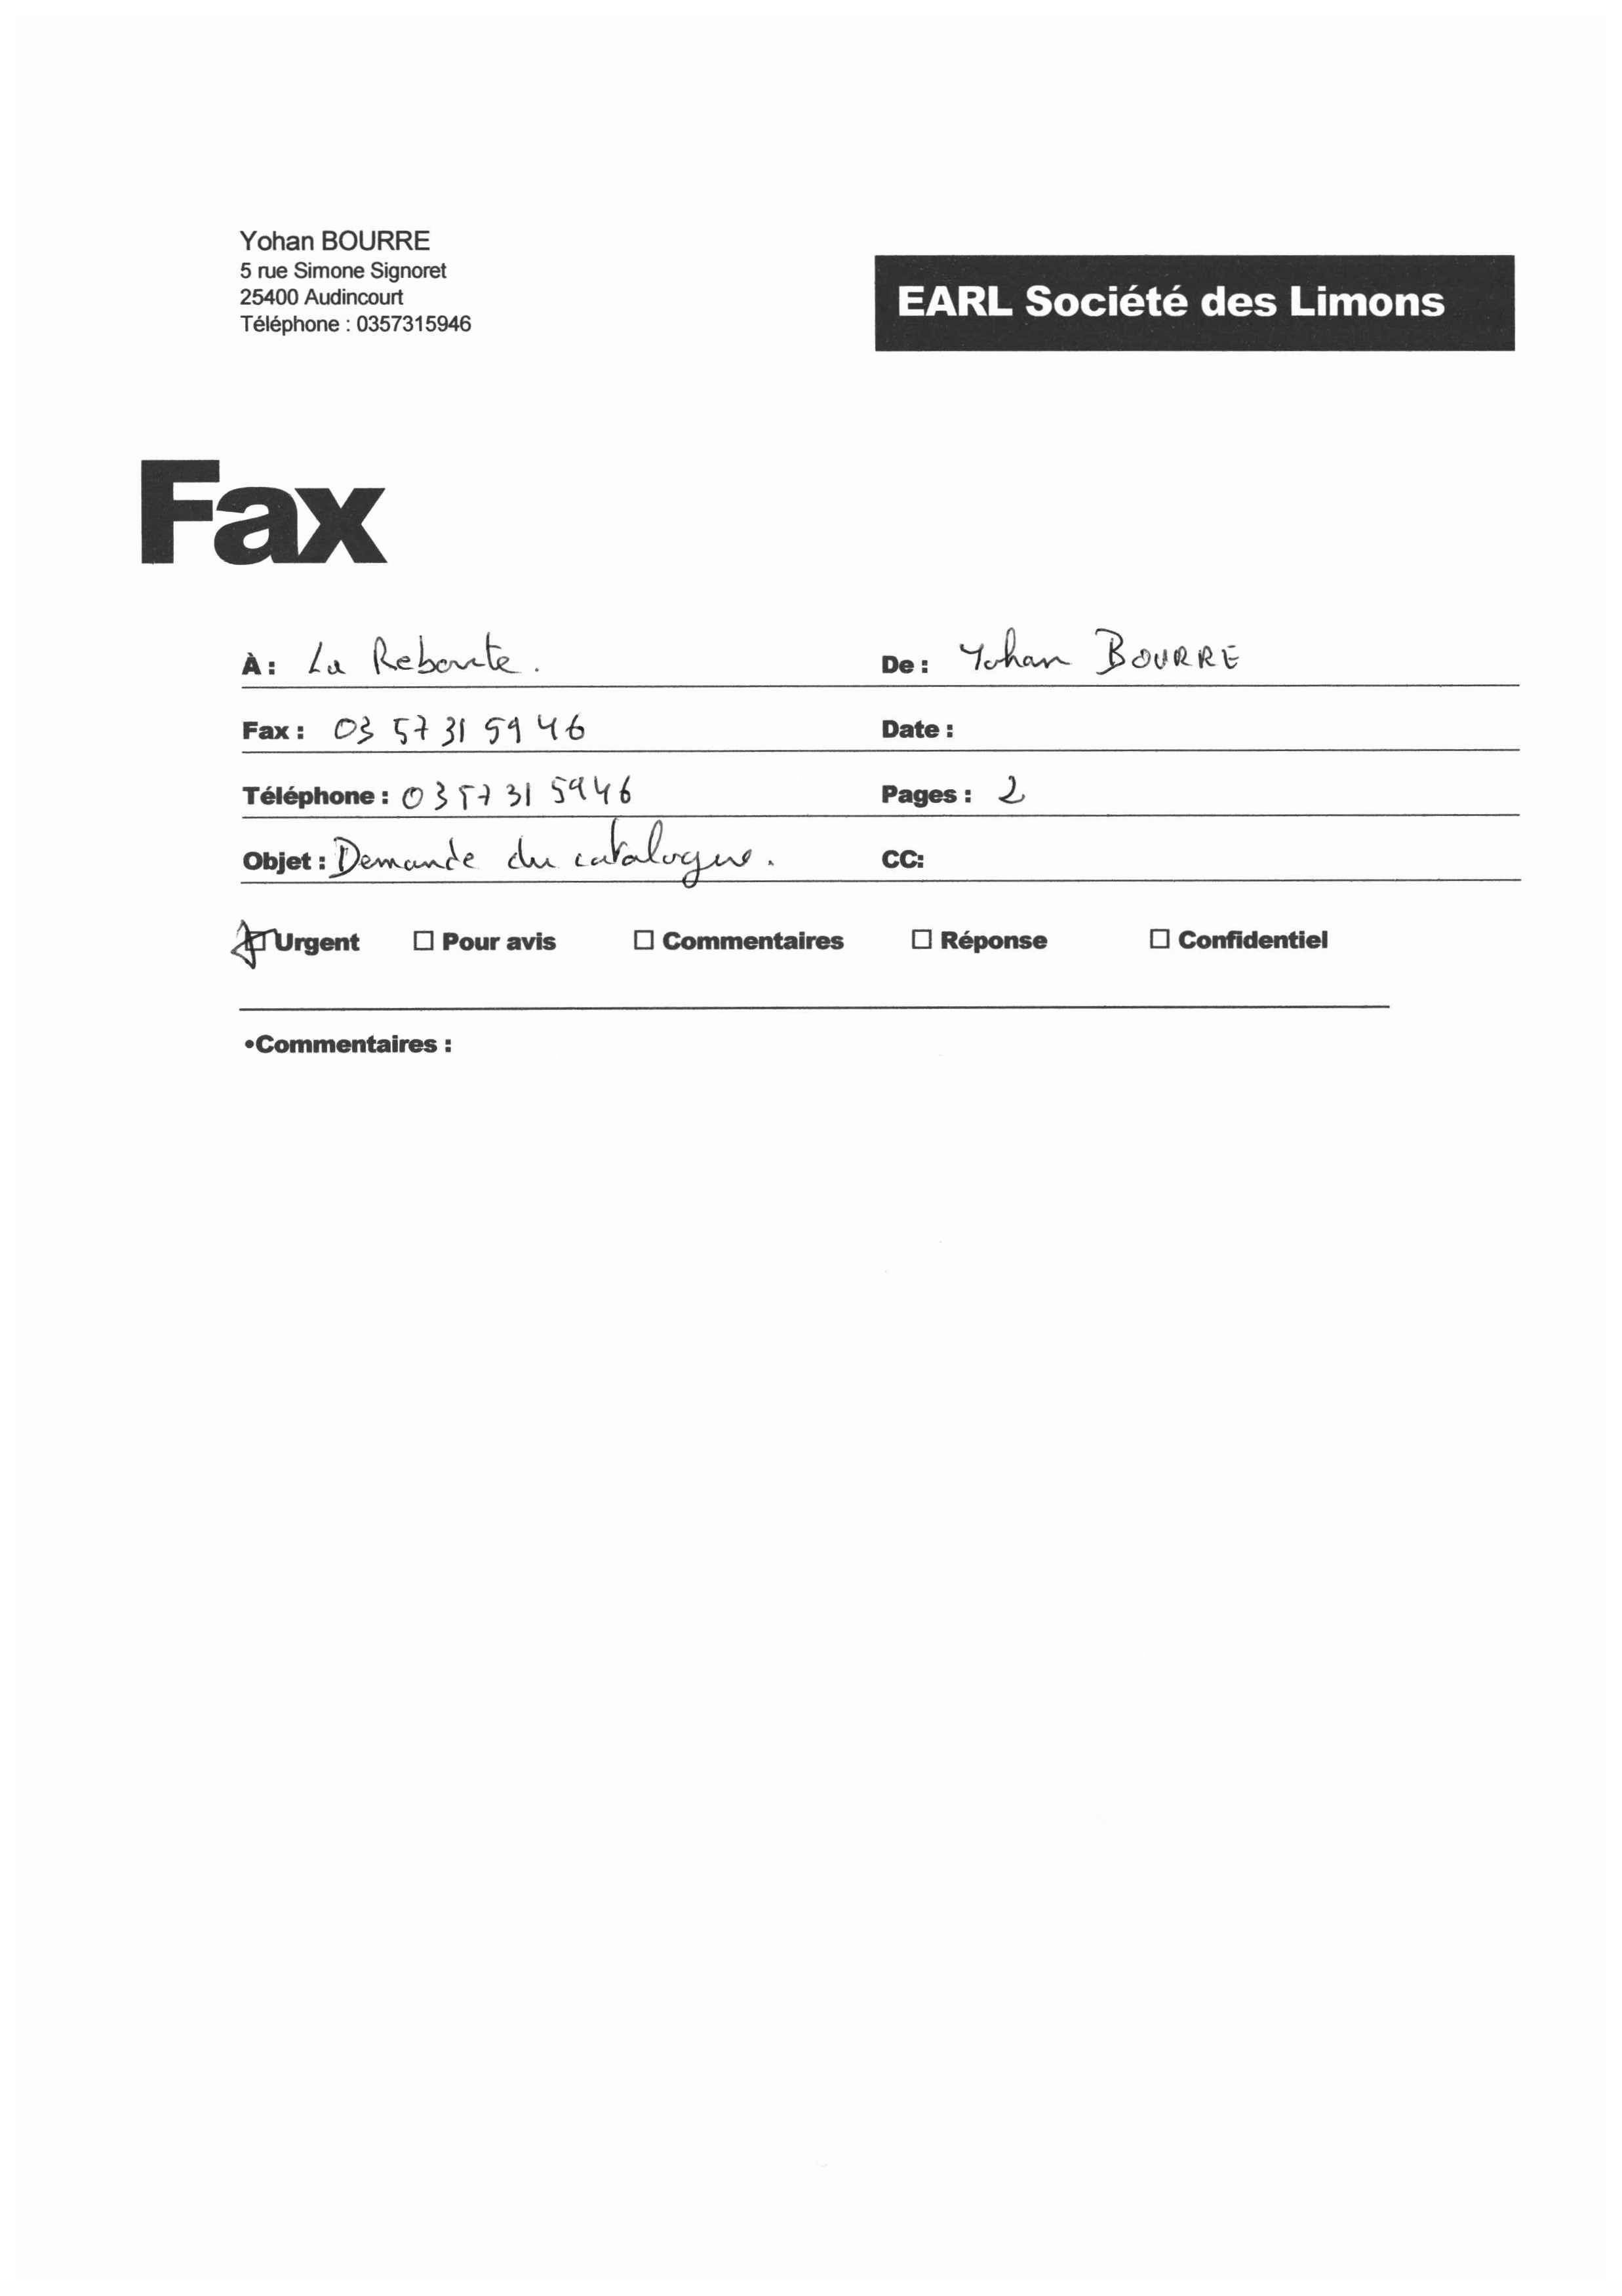 Yohan BOURRE
5 rue Simone Signoret
25400 Audincourt
Téléphone : 0357315946
EARL Société des Limons
Fax
À : La Reboute.
De : Yohan BOURRE
Fax : 03 57 31 59 46
Date :
Téléphone : 03 57 31 5946
Pages : 2
Objet : Demande du catalogue.
CC:
☒ Urgent ☐ Pour avis ☐ Commentaires ☐ Réponse ☐ Confidentiel
•Commentaires :